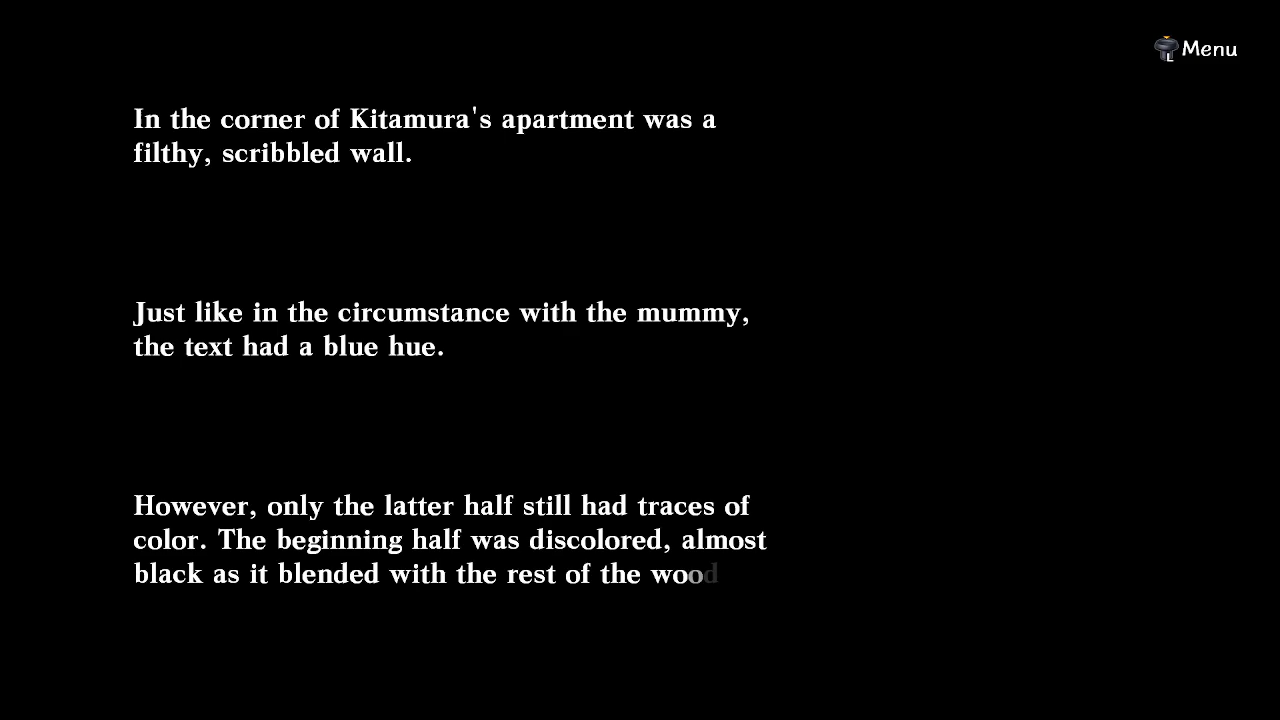 L Menu
In the corner of Kitamura's apartment was a
filthy, scribbled wall.
Just like in the circumstance with the mummy,
the text had a blue hue.
However, only the latter half still had traces of
color. The beginning half was discolored, almost
black as it blended with the rest of the wood